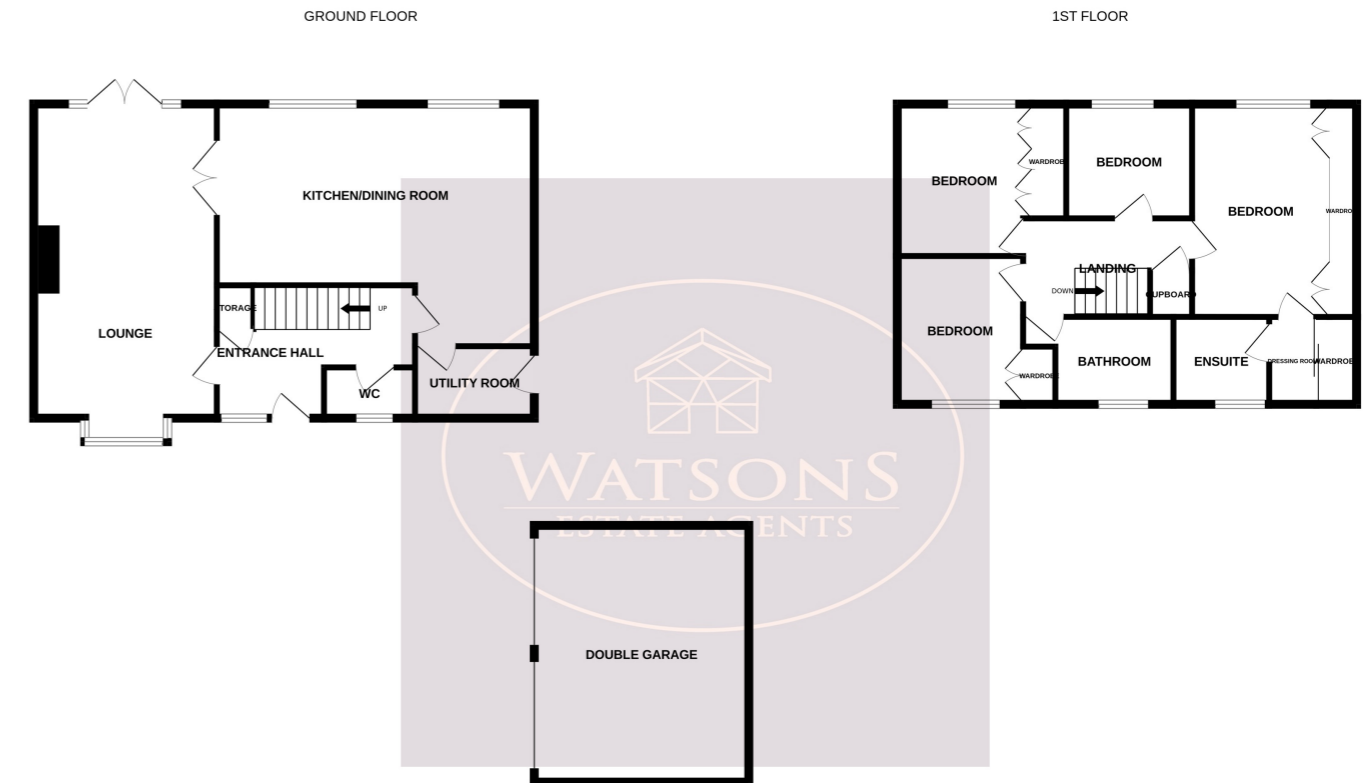 GROUND FLOOR
1ST FLOOR
KITCHEN/DINING ROOM
LOUNGE
TORAGE
UP
ENTRANCE HALL
WC
UTILITY ROOM
BEDROOM
WARDROBE
BEDROOM
BEDROOM
WARDRO
LANDING
DOWN
CUPBOARD
BEDROOM
WARDROBE
BATHROOM
ENSUITE
DRESSING ROOM
WARDROBE
WATSONS
ESTATE AGENTS
DOUBLE GARAGE